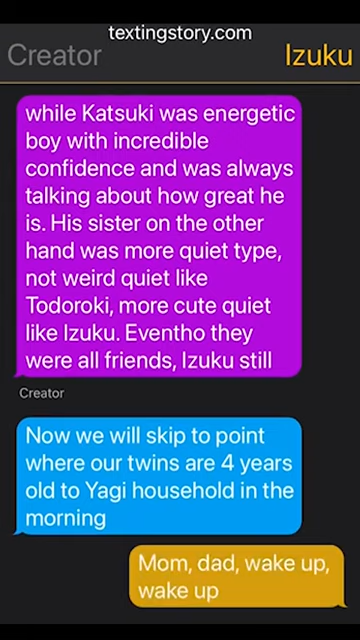 textingstory.com
Creator
Izuku
while Katsuki was energetic
boy with incredible
confidence and was always
talking about how great he
is. His sister on the other
hand was more quiet type,
not weird quiet like
Todoroki, more cute quiet
like Izuku. Eventho they
were all friends, Izuku still
Creator
Now we will skip to point
where our twins are 4 years
old to Yagi household in the
morning
Mom, dad, wake up,
wake up